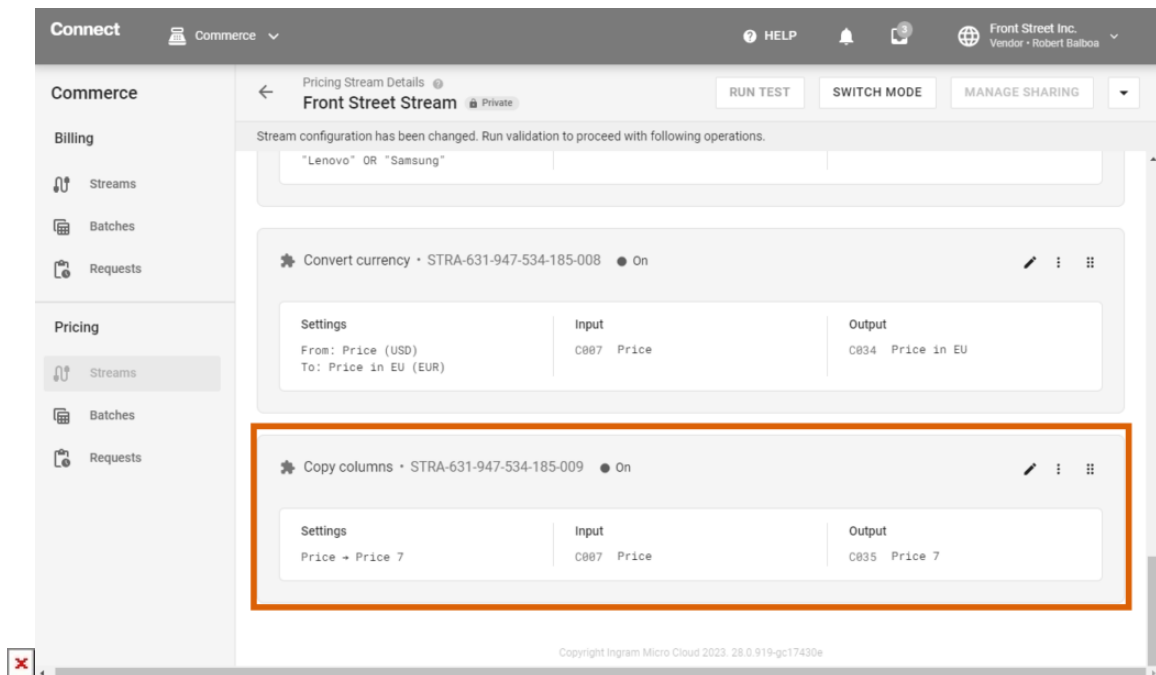 Connect
Commerce
HELP
3
Front Street Inc.
Vendor • Robert Balboa
Commerce
Pricing Stream Details
Front Street Stream Private
RUN TEST
SWITCH MODE
MANAGE SHARING
Billing
Stream configuration has been changed. Run validation to proceed with following operations.
"Lenovo" OR "Samsung"
Streams
Batches
Requests
Convert currency • STRA-631-947-534-185-008 On
Pricing
Settings
Input
Output
From: Price (USD)
To: Price in EU (EUR)
C007 Price
C034 Price in EU
Streams
Batches
Requests
Copy columns • STRA-631-947-534-185-009 On
Settings
Input
Output
Price → Price 7
C007 Price
C035 Price 7
Copyright Ingram Micro Cloud 2023. 28.0.919-gc17430e